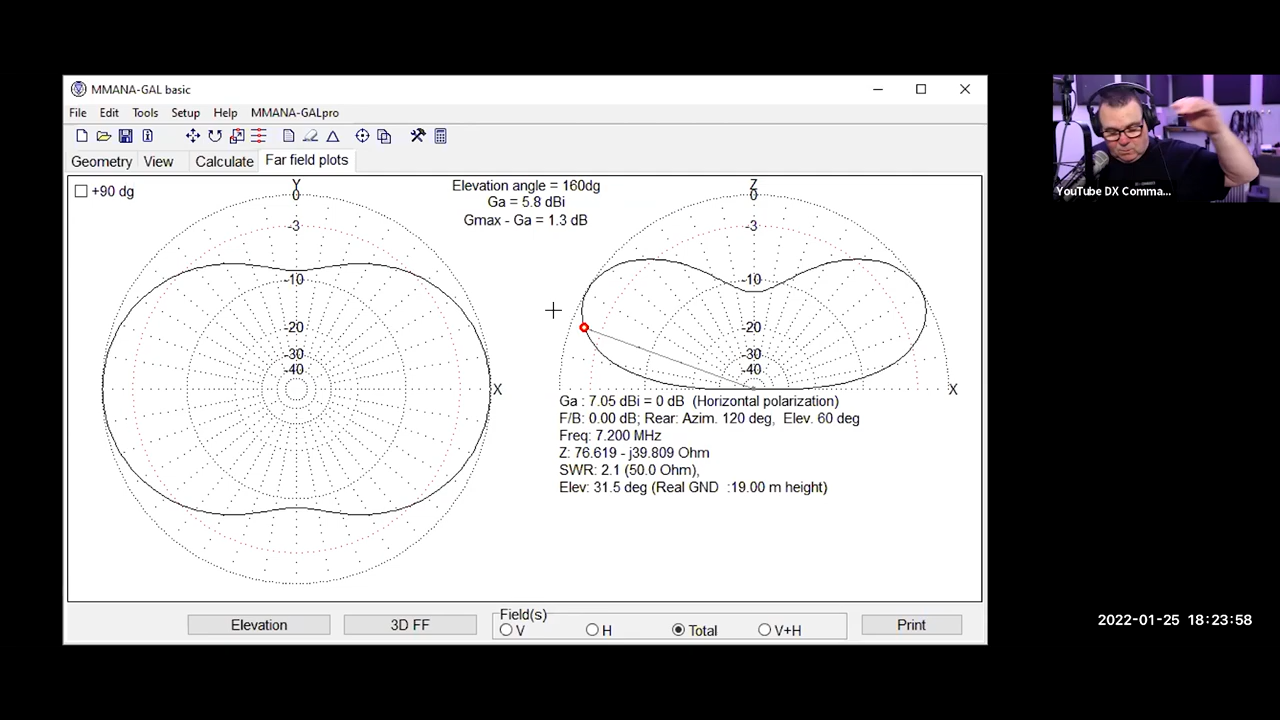 MMANA-GAL basic
File Edit Tools Setup Help MMANA-GALpro
Geometry View Calculate Far field plots
+90 dg
Y
0
-3
-10
-20
-30
-40
X
Elevation angle = 160dg
Ga = 5.8 dBi
Gmax - Ga = 1.3 dB
Z
0
-3
-10
-20
-30
-40
X
Ga : 7.05 dBi = 0 dB (Horizontal polarization)
F/B: 0.00 dB; Rear: Azim. 120 deg, Elev. 60 deg
Freq: 7.200 MHz
Z: 76.619 - j39.809 Ohm
SWR: 2.1 (50.0 Ohm),
Elev: 31.5 deg (Real GND :19.00 m height)
Elevation
3D FF
Field(s)
V H Total V+H
Print
YouTube DX Comma...
2022-01-25 18:23:58